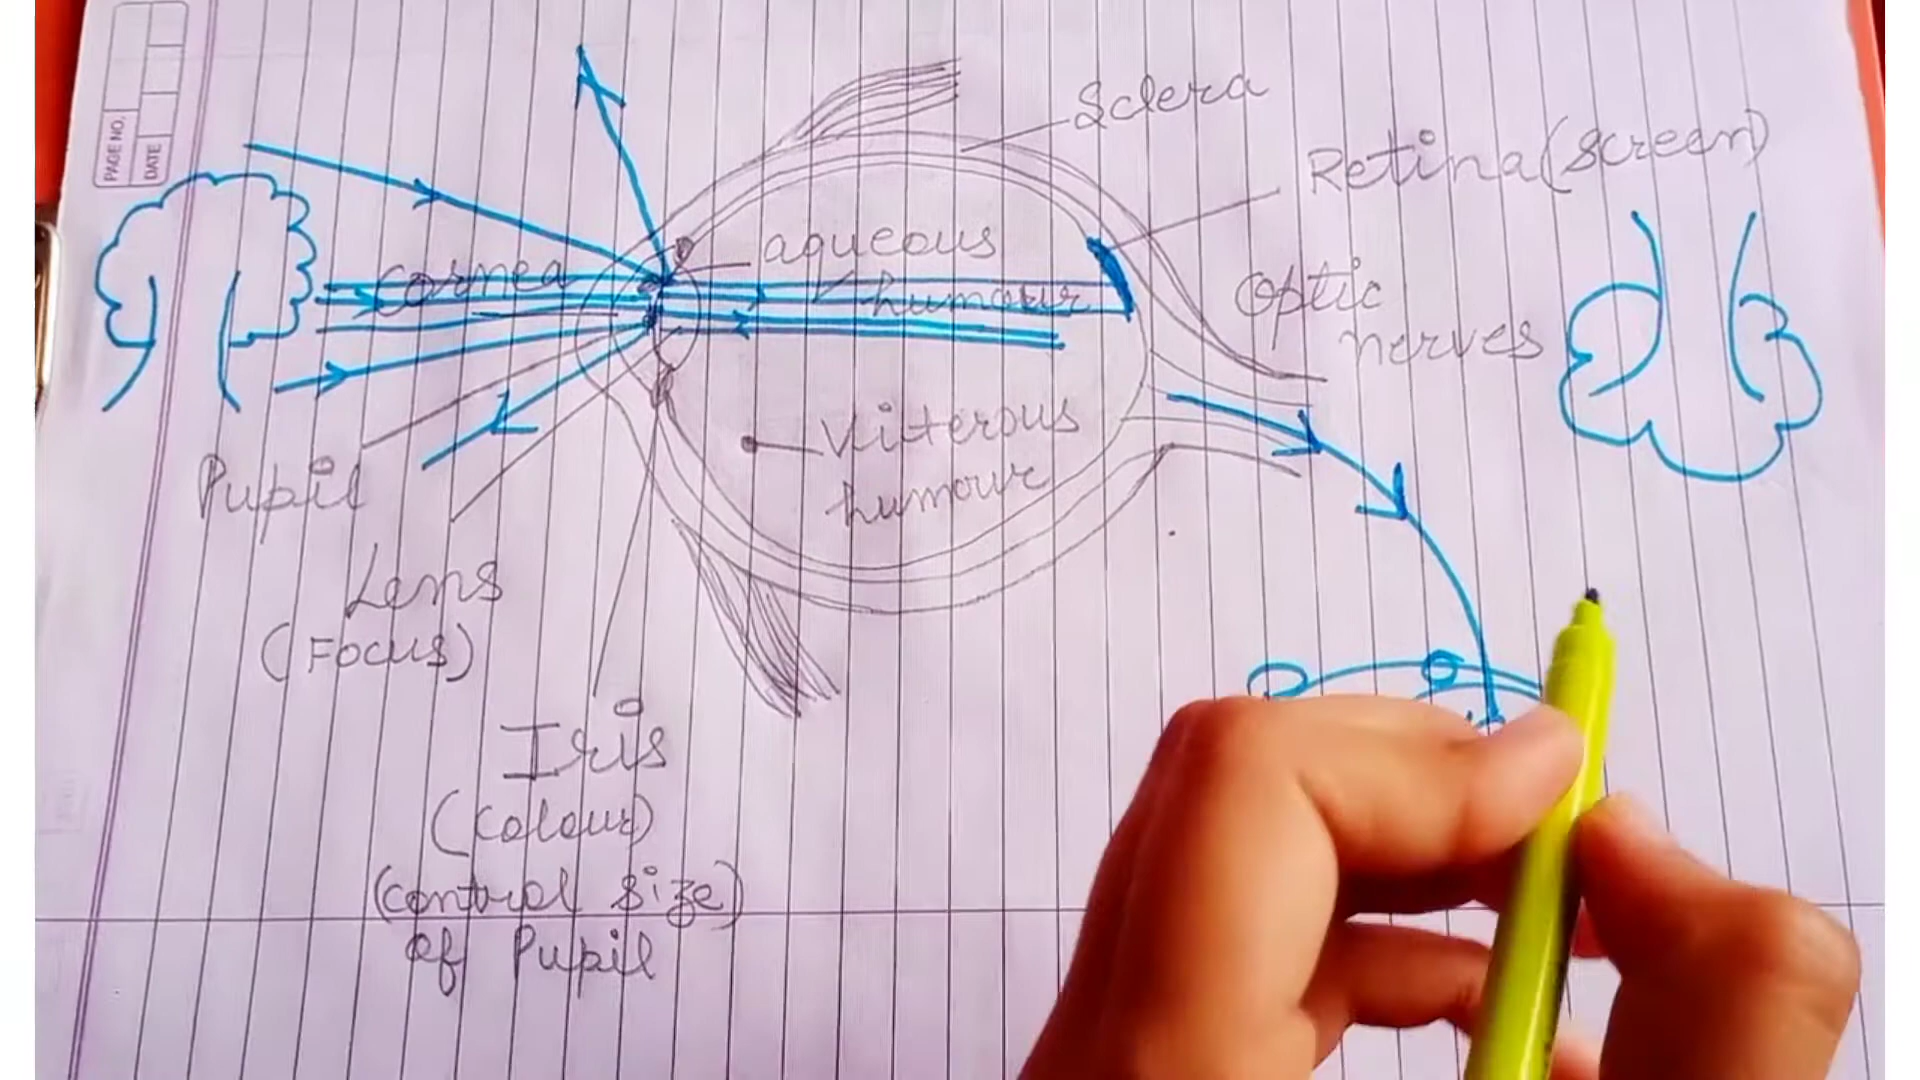 PAGE NO.
DATE
Sclera
Retina (screen)
aqueous
humour
cornea
Optic
nerves
Viiterous
humour
Pupil
Lens
(Focus)
Iris
(colour)
(control size)
of Pupil